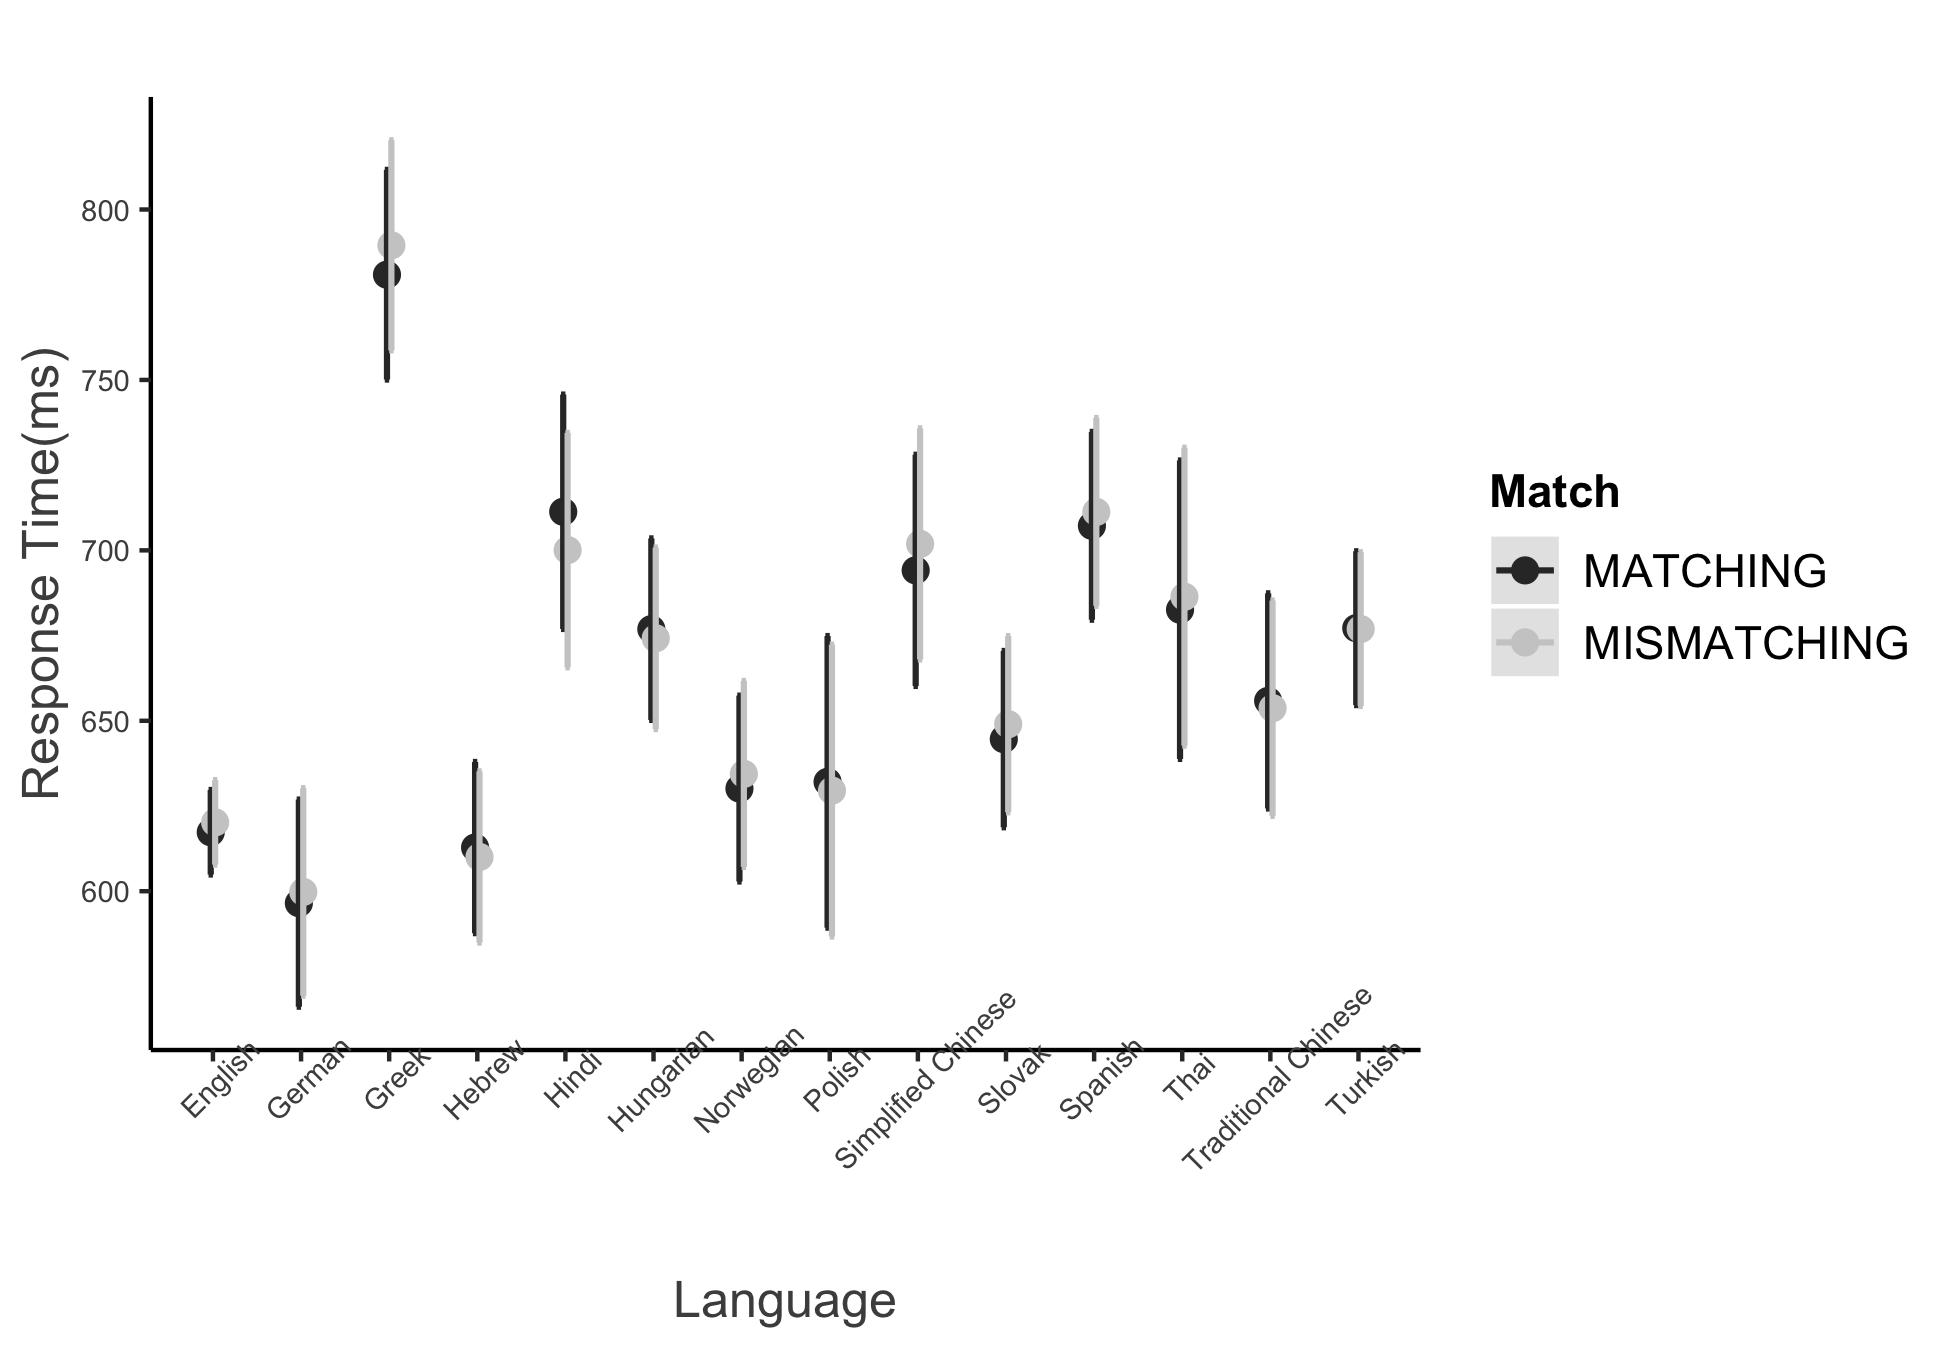 Response Time(ms)
800
750
700
650
600
English
German
Greek
Hebrew
Hindi
Hungarian
Norwegian
Polish
Simplified Chinese
Slovak
Spanish
Thai
Traditional Chinese
Turkish
Language
Match
MATCHING
MISMATCHING